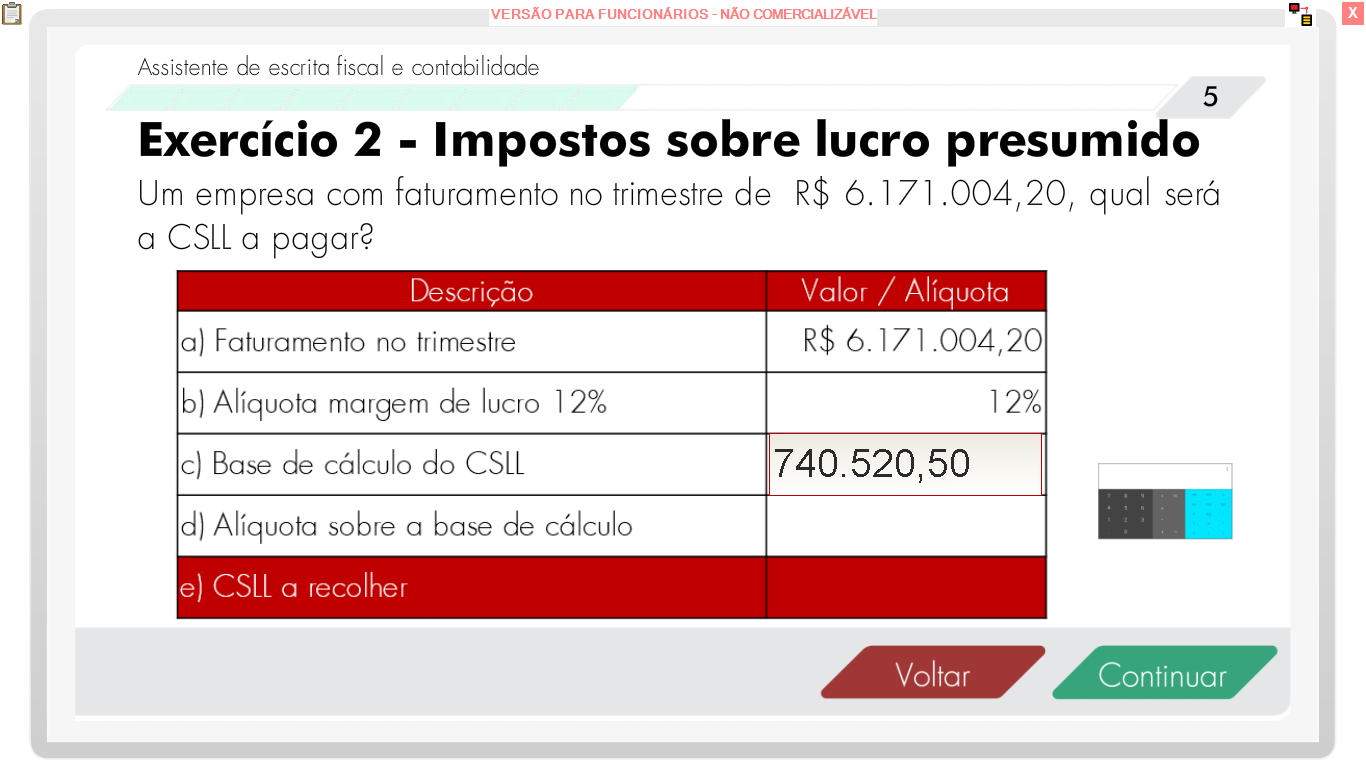 VERSÃO PARA FUNCIONÁRIOS - NÃO COMERCIALIZÁVEL
X
Assistente de escrita fiscal e contabilidade
5
Exercício 2 - Impostos sobre lucro presumido
Um empresa com faturamento no trimestre de R$ 6.171.004,20, qual será
a CSLL a pagar?
Descrição Valor / Alíquota
a) Faturamento no trimestre R$ 6.171.004,20
b) Alíquota margem de lucro 12% 12%
c) Base de cálculo do CSLL 740.520,50
d) Alíquota sobre a base de cálculo
e) CSLL a recolher
Voltar Continuar